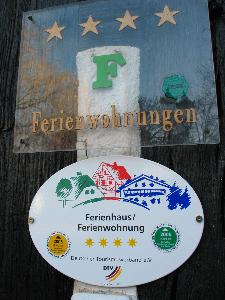 F
Ferienwohnungen
Ferienhaus/
Ferienwohnung
Deutscher Tourismusverband e.V.
DTV